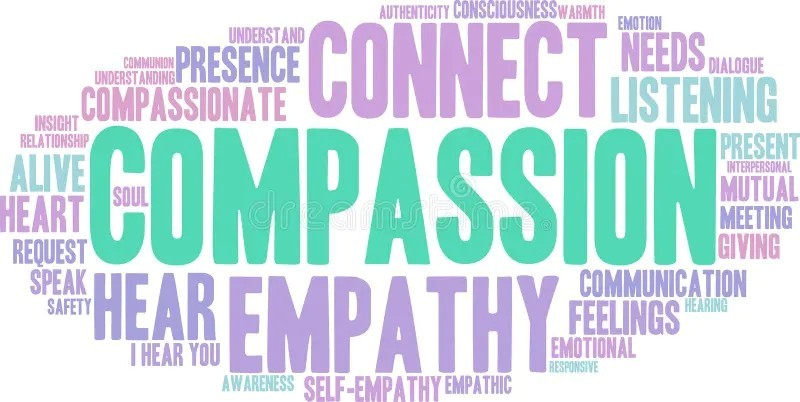 AUTHENTICITY CONSCIOUSNESS WARMTH
UNDERSTAND CONNECT EMOTION
COMMUNION PRESENCE NEEDS DIALOGUE
UNDERSTANDING
COMPASSIONATE LISTENING
INSIGHT
RELATIONSHIP COMPASSION PRESENT
ALIVE SOUL INTERPERSONAL
MUTUAL
HEART MEETING
REQUEST GIVING
SPEAK HEAR EMPATHY COMMUNICATION
SAFETY FEELINGS HEARING
I HEAR YOU EMOTIONAL
RESPONSIVE
AWARENESS SELF-EMPATHY EMPATHIC
dreamstime